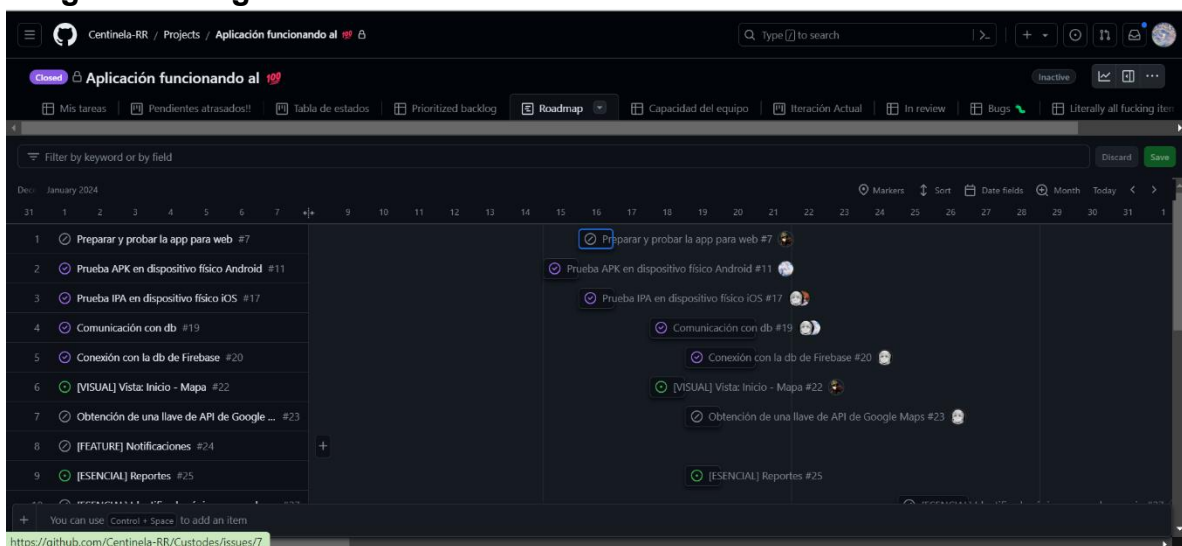 Centinela-RR / Projects / Aplicación funcionando al 💯
Type / to search
Closed Aplicación funcionando al 💯
Inactive
Mis tareas Pendientes atrasados!! Tabla de estados Prioritized backlog Roadmap Capacidad del equipo Iteración Actual In review Bugs Literally all fucking iten
Filter by keyword or by field
Discard Save
January 2024
Markers Sort Date fields Month Today
31 1 2 3 4 5 6 7 9 10 11 12 13 14 15 16 17 18 19 20 21 22 23 24 25 26 27 28 29 30 31 1
1 Preparar y probar la app para web #7 Preparar y probar la app para web #7
2 Prueba APK en dispositivo físico Android #11 Prueba APK en dispositivo físico Android #11
3 Prueba IPA en dispositivo físico iOS #17 Prueba IPA en dispositivo físico iOS #17
4 Comunicación con db #19 Comunicación con db #19
5 Conexión con la db de Firebase #20 Conexión con la db de Firebase #20
6 [VISUAL] Vista: Inicio - Mapa #22 [VISUAL] Vista: Inicio - Mapa #22
7 Obtención de una llave de API de Google ... #23 Obtención de una llave de API de Google Maps #23
8 [FEATURE] Notificaciones #24
9 [ESENCIAL] Reportes #25 [ESENCIAL] Reportes #25
You can use Control + Space to add an item
https://github.com/Centinela-RR/Custodes/issues/7